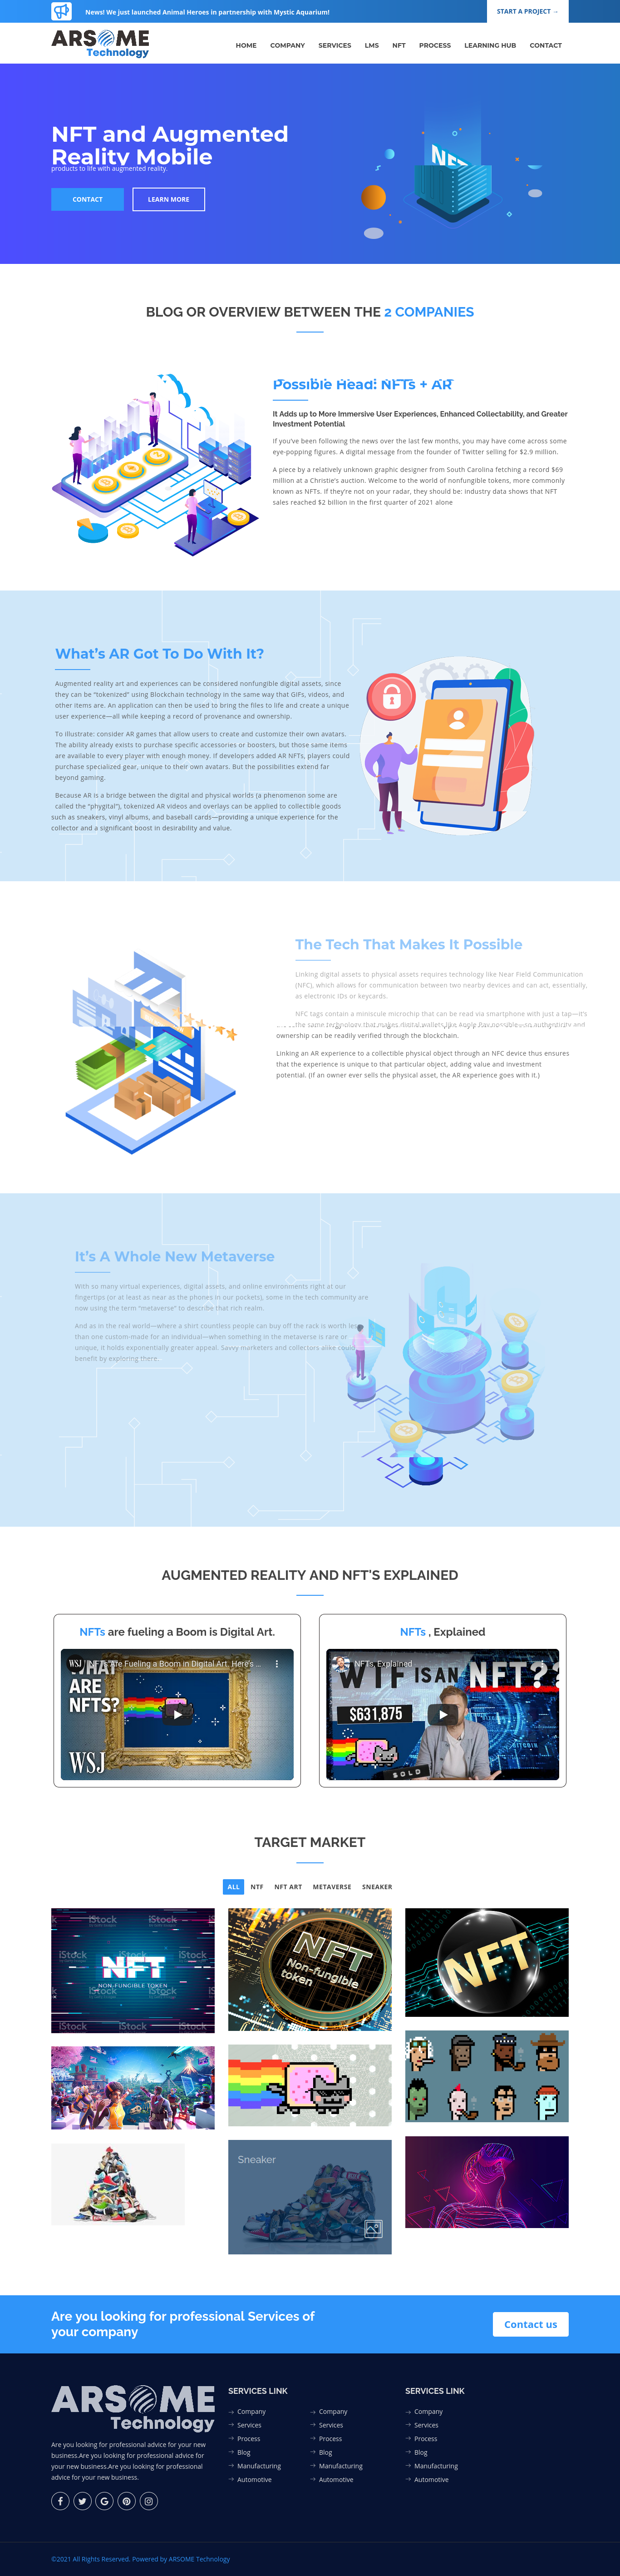 News! We just launched Animal Heroes in partnership with Mystic Aquarium!
START A PROJECT →
ARSOME
Technology
HOME COMPANY SERVICES LMS NFT PROCESS LEARNING HUB CONTACT
NFT and Augmented
Reality Mobile
products to life with augmented reality.
CONTACT
LEARN MORE
BLOG OR OVERVIEW BETWEEN THE 2 COMPANIES
Possible Head: NFTs + AR
It Adds up to More Immersive User Experiences, Enhanced Collectability, and Greater
Investment Potential
If you've been following the news over the last few months, you may have come across some
eye-popping figures. A digital message from the founder of Twitter selling for $2.9 million.
A piece by a relatively unknown graphic designer from South Carolina fetching a record $69
million at a Christie's auction. Welcome to the world of nonfungible tokens, more commonly
known as NFTs. If they're not on your radar, they should be: industry data shows that NFT
sales reached $2 billion in the first quarter of 2021 alone
What's AR Got To Do With It?
Augmented reality art and experiences can be considered nonfungible digital assets, since
they can be "tokenized" using Blockchain technology in the same way that GIFs, videos, and
other items are. An application can then be used to bring the files to life and create a unique
user experience—all while keeping a record of provenance and ownership.
To illustrate: consider AR games that allow users to create and customize their own avatars.
The ability already exists to purchase specific accessories or boosters, but those same items
are available to every player with enough money. If developers added AR NFTs, players could
purchase specialized gear, unique to their own avatars. But the possibilities extend far
beyond gaming.
Because AR is a bridge between the digital and physical worlds (a phenomenon some are
called the "phygital"), tokenized AR videos and overlays can be applied to collectible goods
such as sneakers, vinyl albums, and baseball cards—providing a unique experience for the
collector and a significant boost in desirability and value.
The Tech That Makes It Possible
Linking digital assets to physical assets requires technology like Near Field Communication
(NFC), which allows for communication between two nearby devices and can act, essentially,
as electronic IDs or keycards.
NFC tags contain a miniscule microchip that can be read via smartphone with just a tap—it's
the same technology that makes digital wallets like Apple Pay possible—so authenticity and
ownership can be readily verified through the blockchain.
Linking an AR experience to a collectible physical object through an NFC device thus ensures
that the experience is unique to that particular object, adding value and investment
potential. (If an owner ever sells the physical asset, the AR experience goes with it.)
It's A Whole New Metaverse
With so many virtual experiences, digital assets, and online environments right at our
fingertips (or at least as near as the phones in our pockets), some in the tech community are
now using the term "metaverse" to describe that rich realm.
And as in the real world—where a shirt countless people can buy off the rack is worth less
than one custom-made for an individual—when something in the metaverse is rare or
unique, it holds exponentially greater appeal. Savvy marketers and collectors alike could
benefit by exploring there.
AUGMENTED REALITY AND NFT'S EXPLAINED
NFTs are fueling a Boom is Digital Art.
WSJ NFTs Are Fueling a Boom in Digital Art. Here's ...
WHAT
ARE
NFTS?
WSJ
NFTs , Explained
NFTs, Explained
WTF IS AN NFT??
$631,875
SOLD
TARGET MARKET
ALL NTF NFT ART METAVERSE SNEAKER
iStock
NFT
NON-FUNGIBLE TOKEN
NFT
Non-fungible
token
NFT
Sneaker
Are you looking for professional Services of
your company
Contact us
ARSOME
Technology
Are you looking for professional advice for your new
business.Are you looking for professional advice for
your new business.Are you looking for professional
advice for your new business.
SERVICES LINK
Company Company
Services Services
Process Process
Blog Blog
Manufacturing Manufacturing
Automotive Automotive
SERVICES LINK
Company
Services
Process
Blog
Manufacturing
Automotive
©2021 All Rights Reserved. Powered by ARSOME Technology